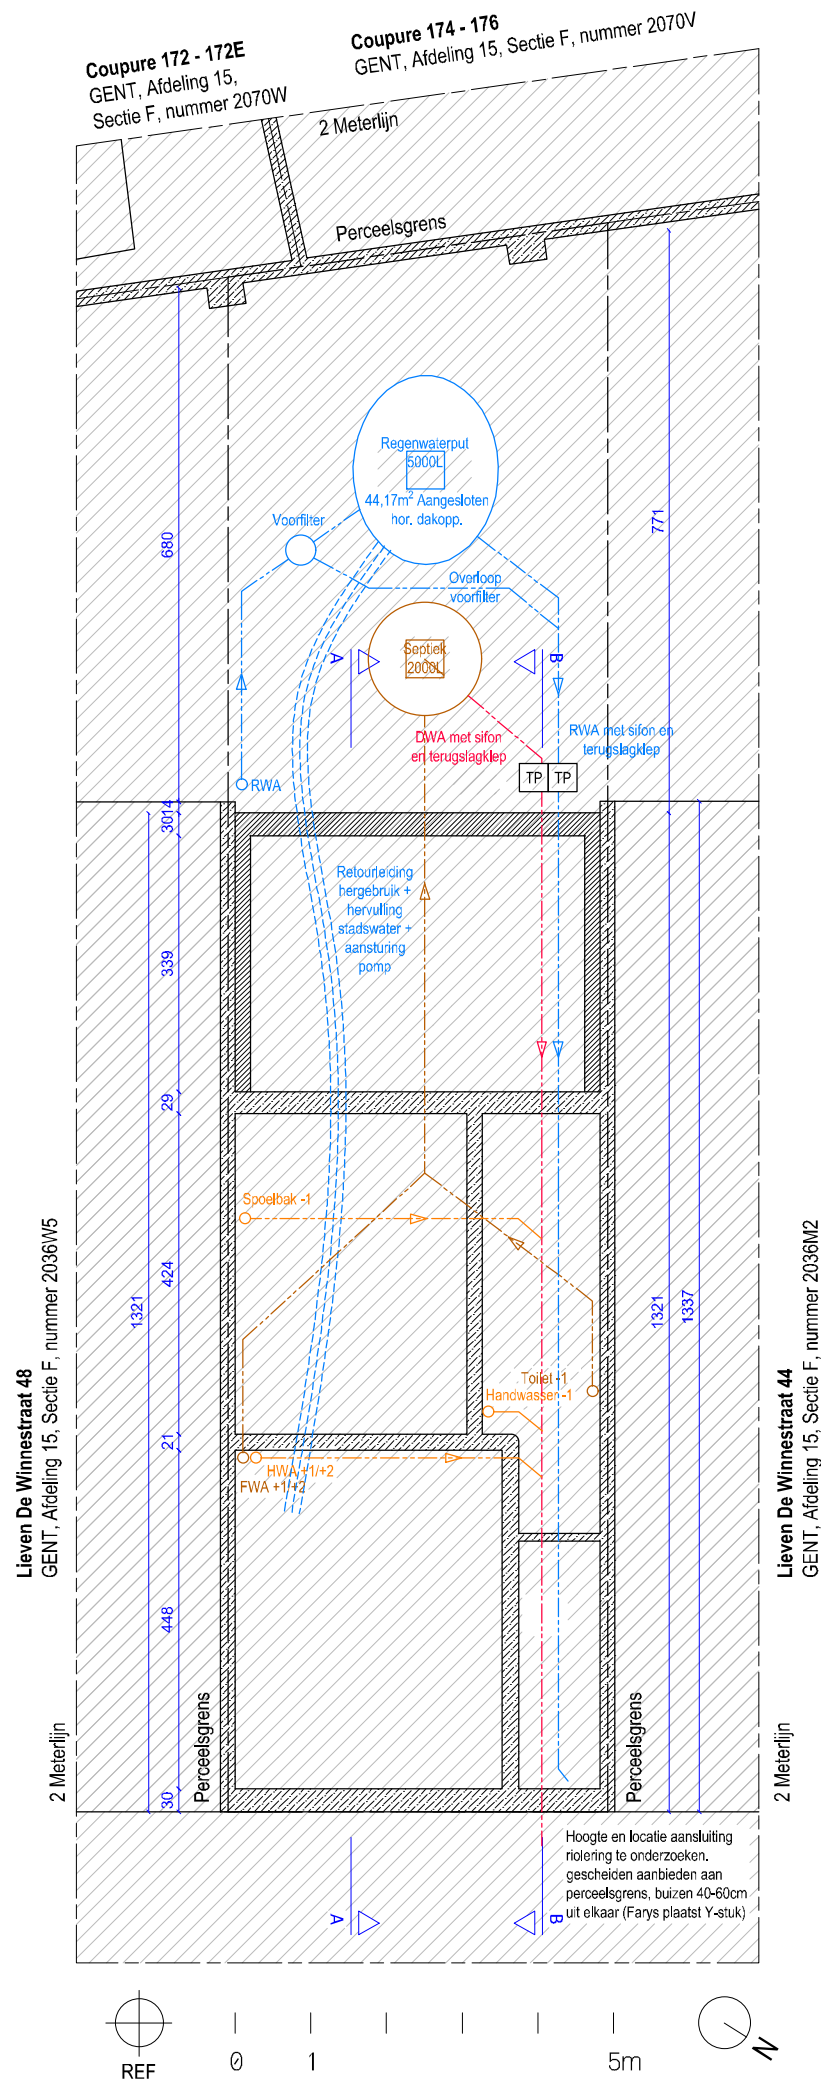 Coupure 172 - 172E
GENT, Afdeling 15,
Sectie F, nummer 2070W
Coupure 174 - 176
GENT, Afdeling 15, Sectie F, nummer 2070V
2 Meterlijn
Perceelsgrens
Regenwaterput
5000L
44,17m² Aangesloten
hor. dakopp.
Voorfilter
Overloop
voorfilter
680
771
Septiek
2000L
A
B
DWA met sifon
en terugslagklep
RWA met sifon en
terugslagklep
TP
TP
RWA
14
30
Retourleiding
hergebruik +
hervulling
stadswater +
aansturing
pomp
339
29
Spoelbak -1
424
1321
1321
1337
Toilet -1
Handwasser -1
21
HWA +1/+2
FWA +1/+2
Lieven De Winnestraat 48
GENT, Afdeling 15, Sectie F, nummer 2036W5
Lieven De Winnestraat 44
GENT, Afdeling 15, Sectie F, nummer 2036M2
448
2 Meterlijn
Perceelsgrens
Perceelsgrens
2 Meterlijn
30
Hoogte en locatie aansluiting
riolering te onderzoeken.
gescheiden aanbieden aan
perceelsgrens, buizen 40-60cm
uit elkaar (Farys plaatst Y-stuk)
A
B
REF
0
1
5m
N